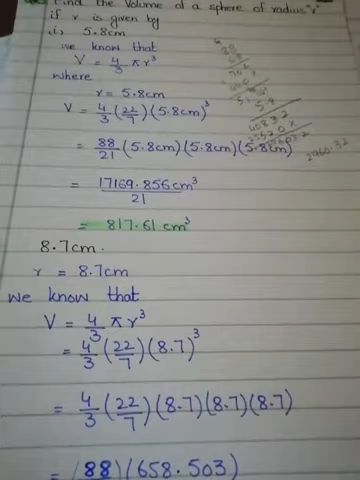 Find the Volume of a sphere of radius "r"
if r is given by
(i) 5.8cm
we know that
V = 4/3 π r³
where
r = 5.8cm
V = 4/3 (22/7) (5.8cm)³
= 88/21 (5.8cm) (5.8cm) (5.8cm)
= 17169.856cm³/21
= 817.61 cm³
8.7cm.
r = 8.7cm
we know that
V = 4/3 π r³
= 4/3 (22/7) (8.7)³
= 4/3 (22/7) (8.7) (8.7) (8.7)
= (88) (658.503)